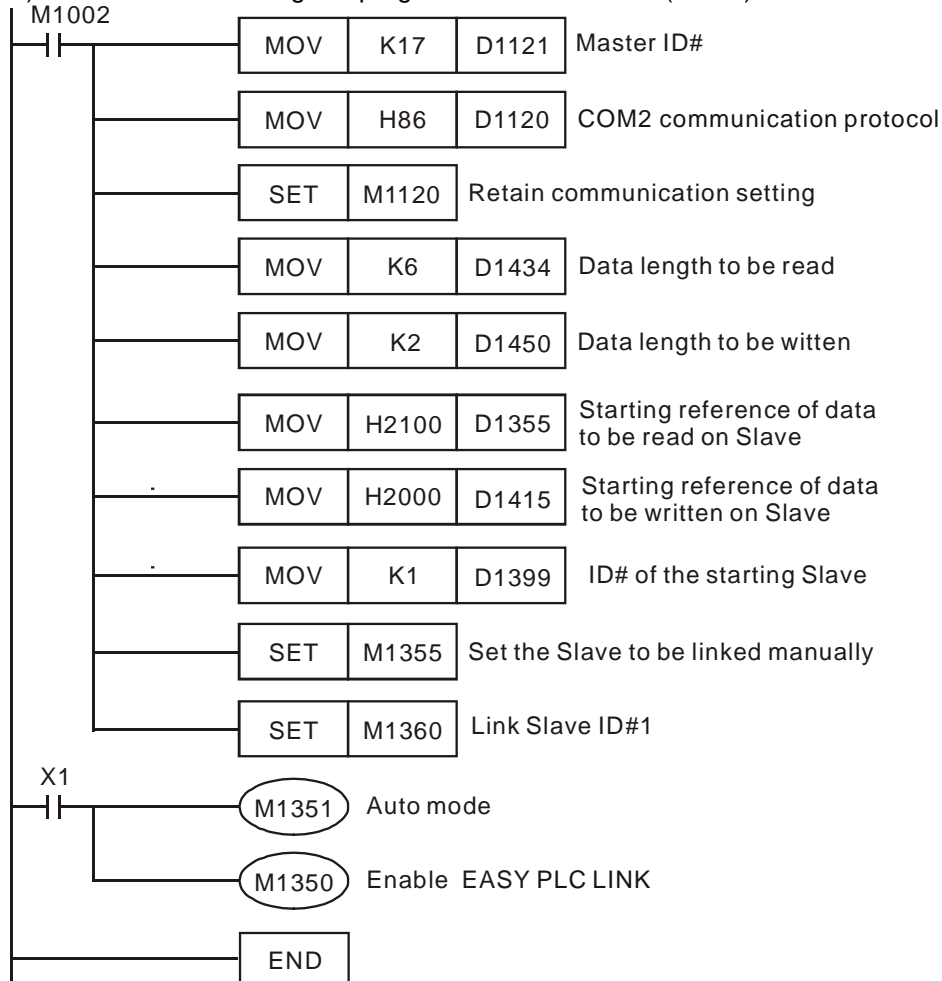 M1002
MOV K17 D1121 Master ID#
MOV H86 D1120 COM2 communication protocol
SET M1120 Retain communication setting
MOV K6 D1434 Data length to be read
MOV K2 D1450 Data length to be witten
MOV H2100 D1355 Starting reference of data
to be read on Slave
MOV H2000 D1415 Starting reference of data
to be written on Slave
MOV K1 D1399 ID# of the starting Slave
SET M1355 Set the Slave to be linked manually
SET M1360 Link Slave ID#1
X1
M1351 Auto mode
M1350 Enable EASY PLC LINK
END